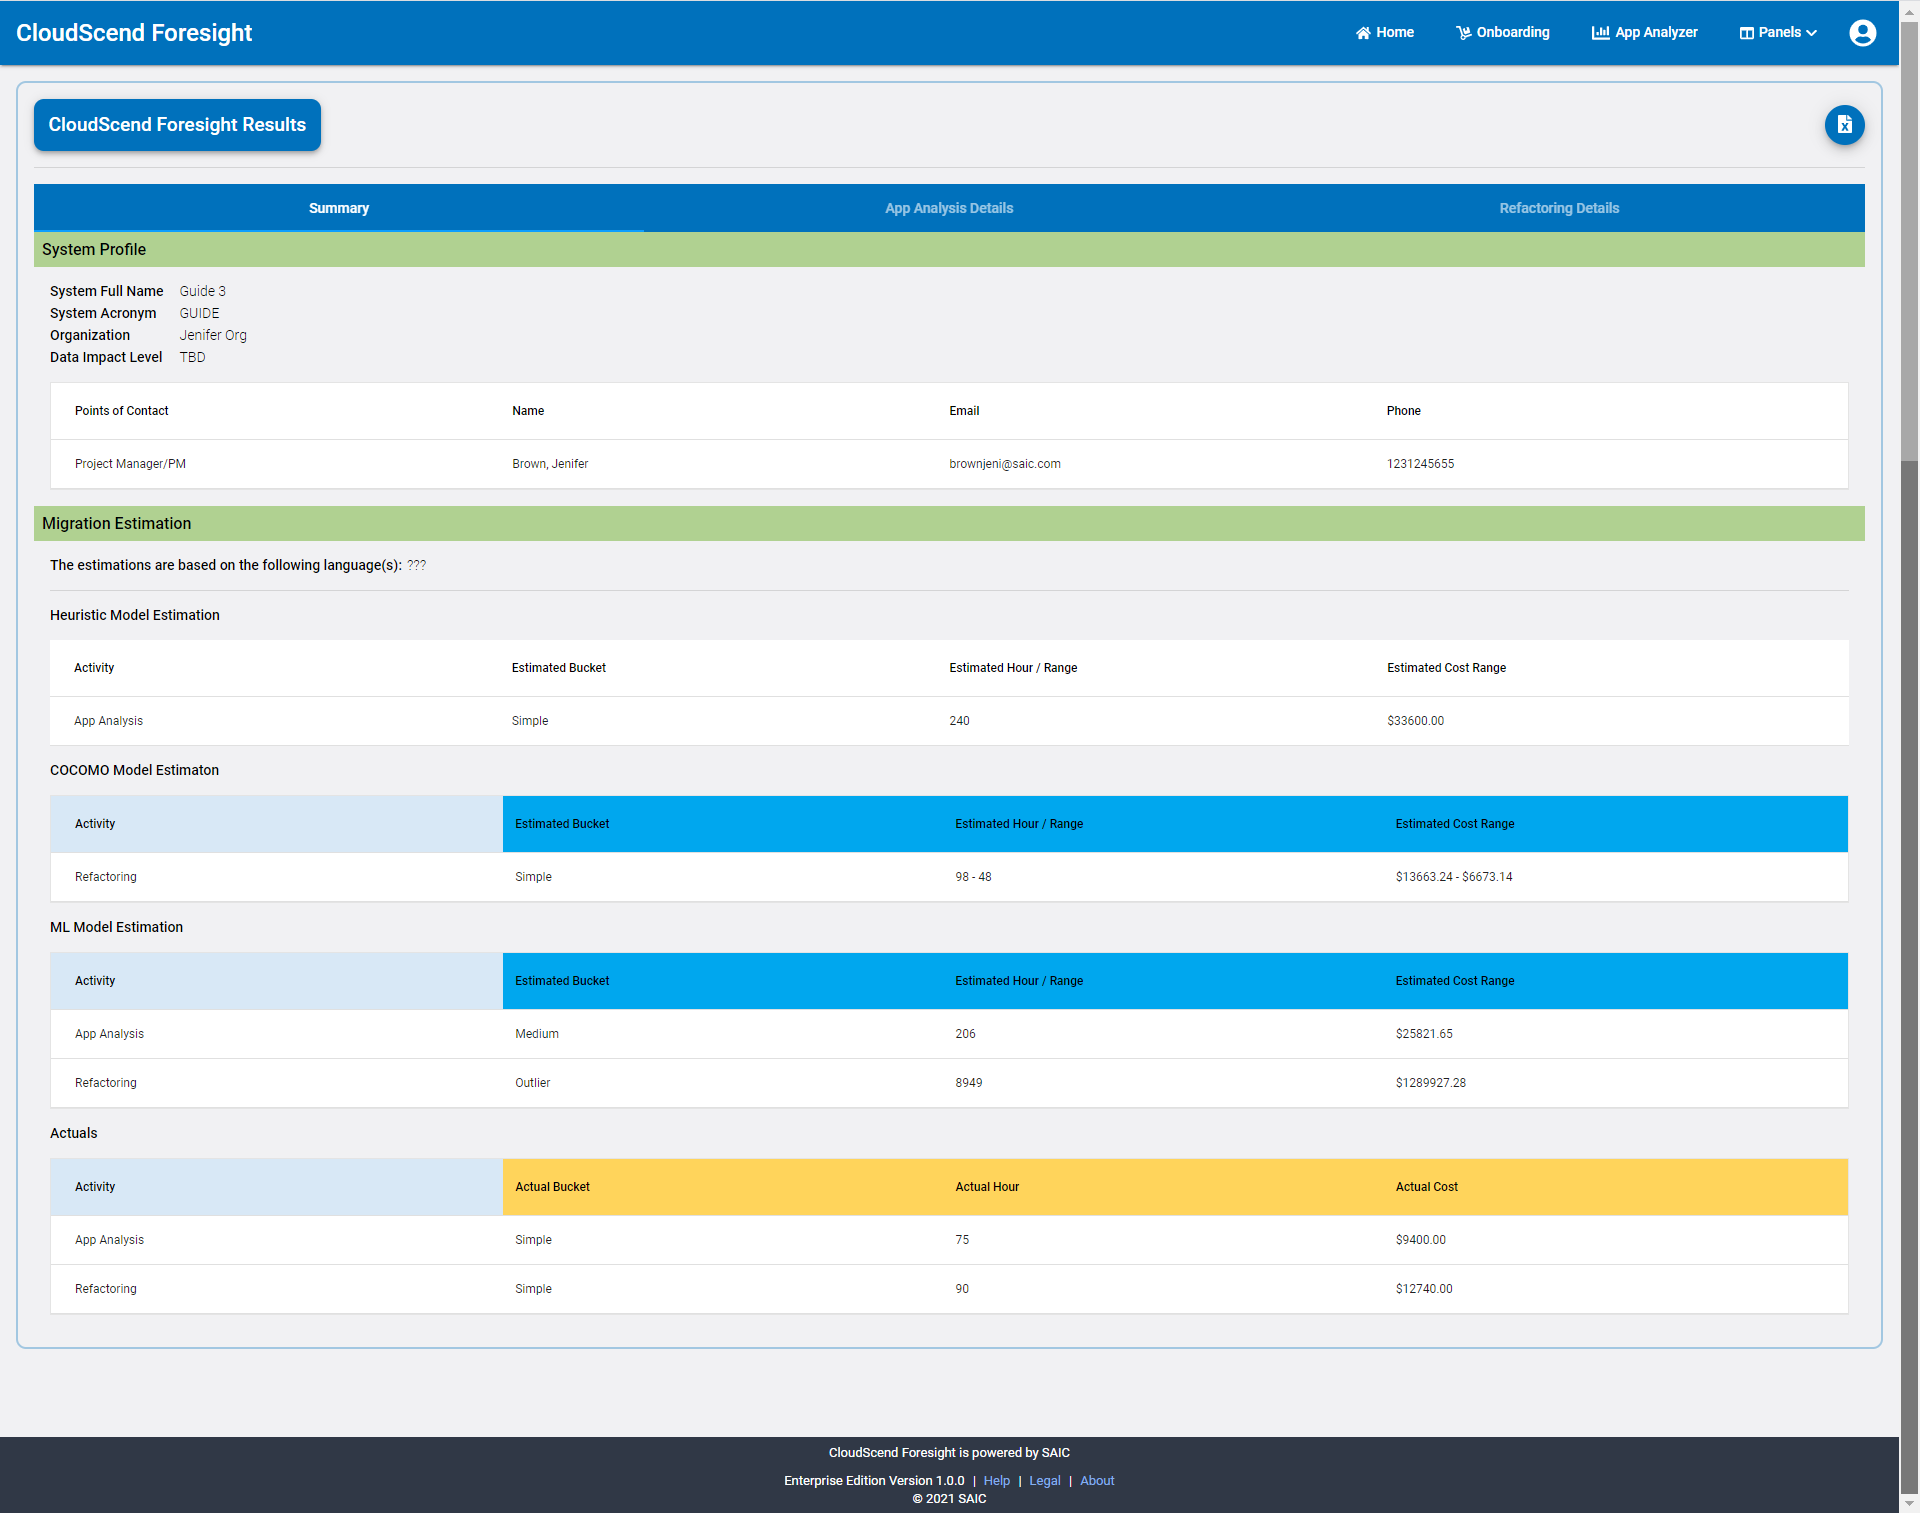 CloudScend Foresight
Home Onboarding App Analyzer Panels
CloudScend Foresight Results
Summary App Analysis Details Refactoring Details
System Profile
System Full Name Guide 3
System Acronym GUIDE
Organization Jenifer Org
Data Impact Level TBD
Points of Contact Name Email Phone
Project Manager/PM Brown, Jenifer brownjeni@saic.com 1231245655
Migration Estimation
The estimations are based on the following language(s): ???
Heuristic Model Estimation
Activity Estimated Bucket Estimated Hour / Range Estimated Cost Range
App Analysis Simple 240 $33600.00
COCOMO Model Estimaton
Activity Estimated Bucket Estimated Hour / Range Estimated Cost Range
Refactoring Simple 98 - 48 $13663.24 - $6673.14
ML Model Estimation
Activity Estimated Bucket Estimated Hour / Range Estimated Cost Range
App Analysis Medium 206 $25821.65
Refactoring Outlier 8949 $1289927.28
Actuals
Activity Actual Bucket Actual Hour Actual Cost
App Analysis Simple 75 $9400.00
Refactoring Simple 90 $12740.00
CloudScend Foresight is powered by SAIC
Enterprise Edition Version 1.0.0 | Help | Legal | About
© 2021 SAIC